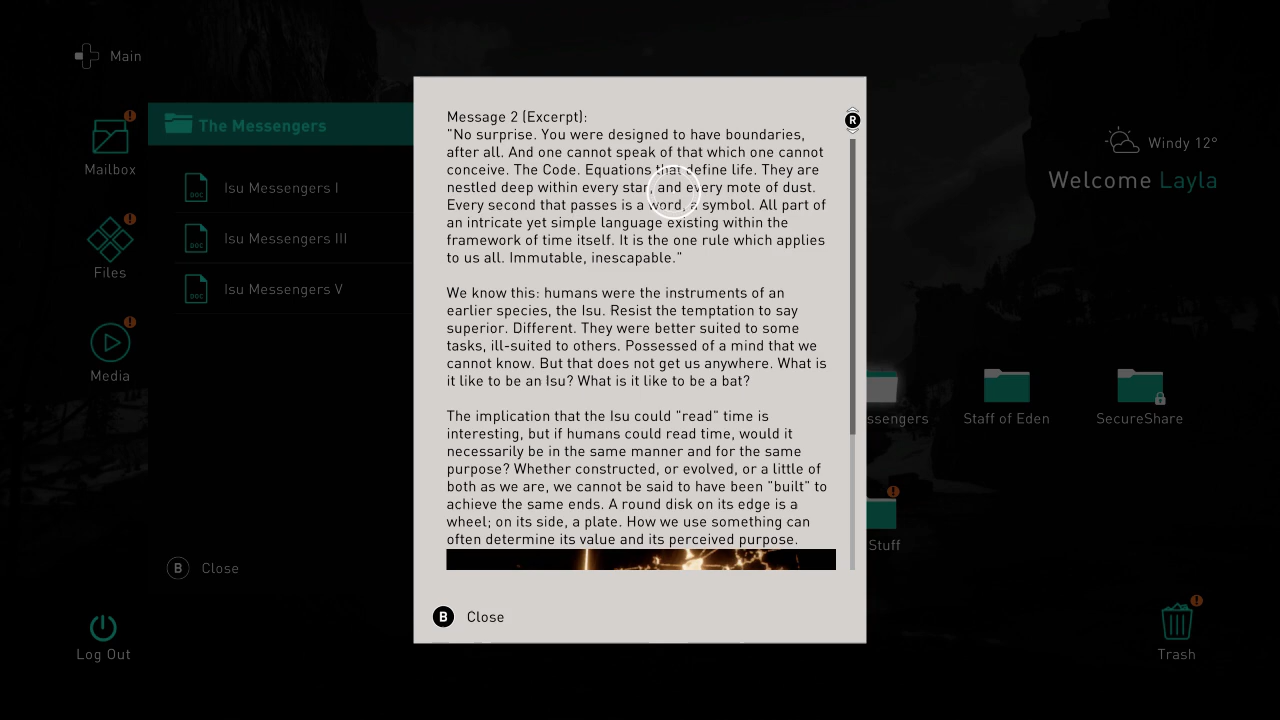 Main
Mailbox
Files
Media
Log Out
The Messengers
DOC Isu Messengers I
DOC Isu Messengers III
DOC Isu Messengers V
B Close
Message 2 (Excerpt):
"No surprise. You were designed to have boundaries,
after all. And one cannot speak of that which one cannot
conceive. The Code. Equations that define life. They are
nestled deep within every star, and every mote of dust.
Every second that passes is a word, a symbol. All part of
an intricate yet simple language existing within the
framework of time itself. It is the one rule which applies
to us all. Immutable, inescapable."
We know this: humans were the instruments of an
earlier species, the Isu. Resist the temptation to say
superior. Different. They were better suited to some
tasks, ill-suited to others. Possessed of a mind that we
cannot know. But that does not get us anywhere. What is
it like to be an Isu? What is it like to be a bat?
The implication that the Isu could "read" time is
interesting, but if humans could read time, would it
necessarily be in the same manner and for the same
purpose? Whether constructed, or evolved, or a little of
both as we are, we cannot be said to have been "built" to
achieve the same ends. A round disk on its edge is a
wheel; on its side, a plate. How we use something can
often determine its value and its perceived purpose.
R
B Close
Windy 12°
Welcome Layla
ssengers
Staff of Eden
SecureShare
Stuff
Trash